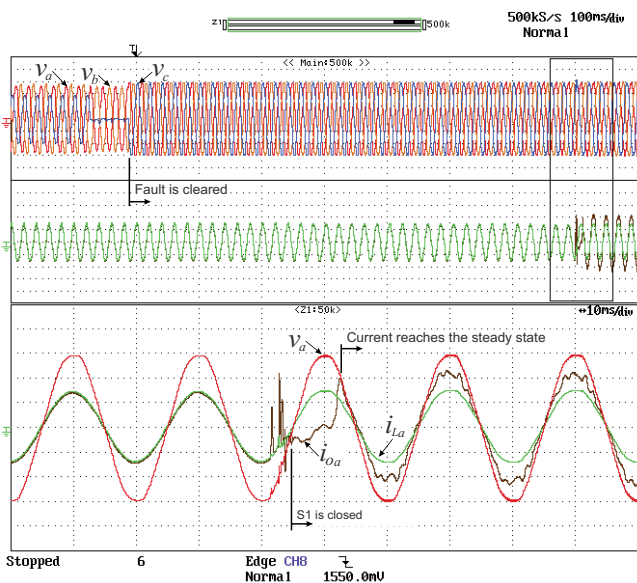 Z1 500k
500kS/s 100ms/div
Normal
<< Main:500k >>
va vb vc
Fault is cleared
<Z1:50k>
↔10ms/div
va
Current reaches the steady state
iLa
iOa
S1 is closed
Stopped 6 Edge CH8
Normal 1550.0mV